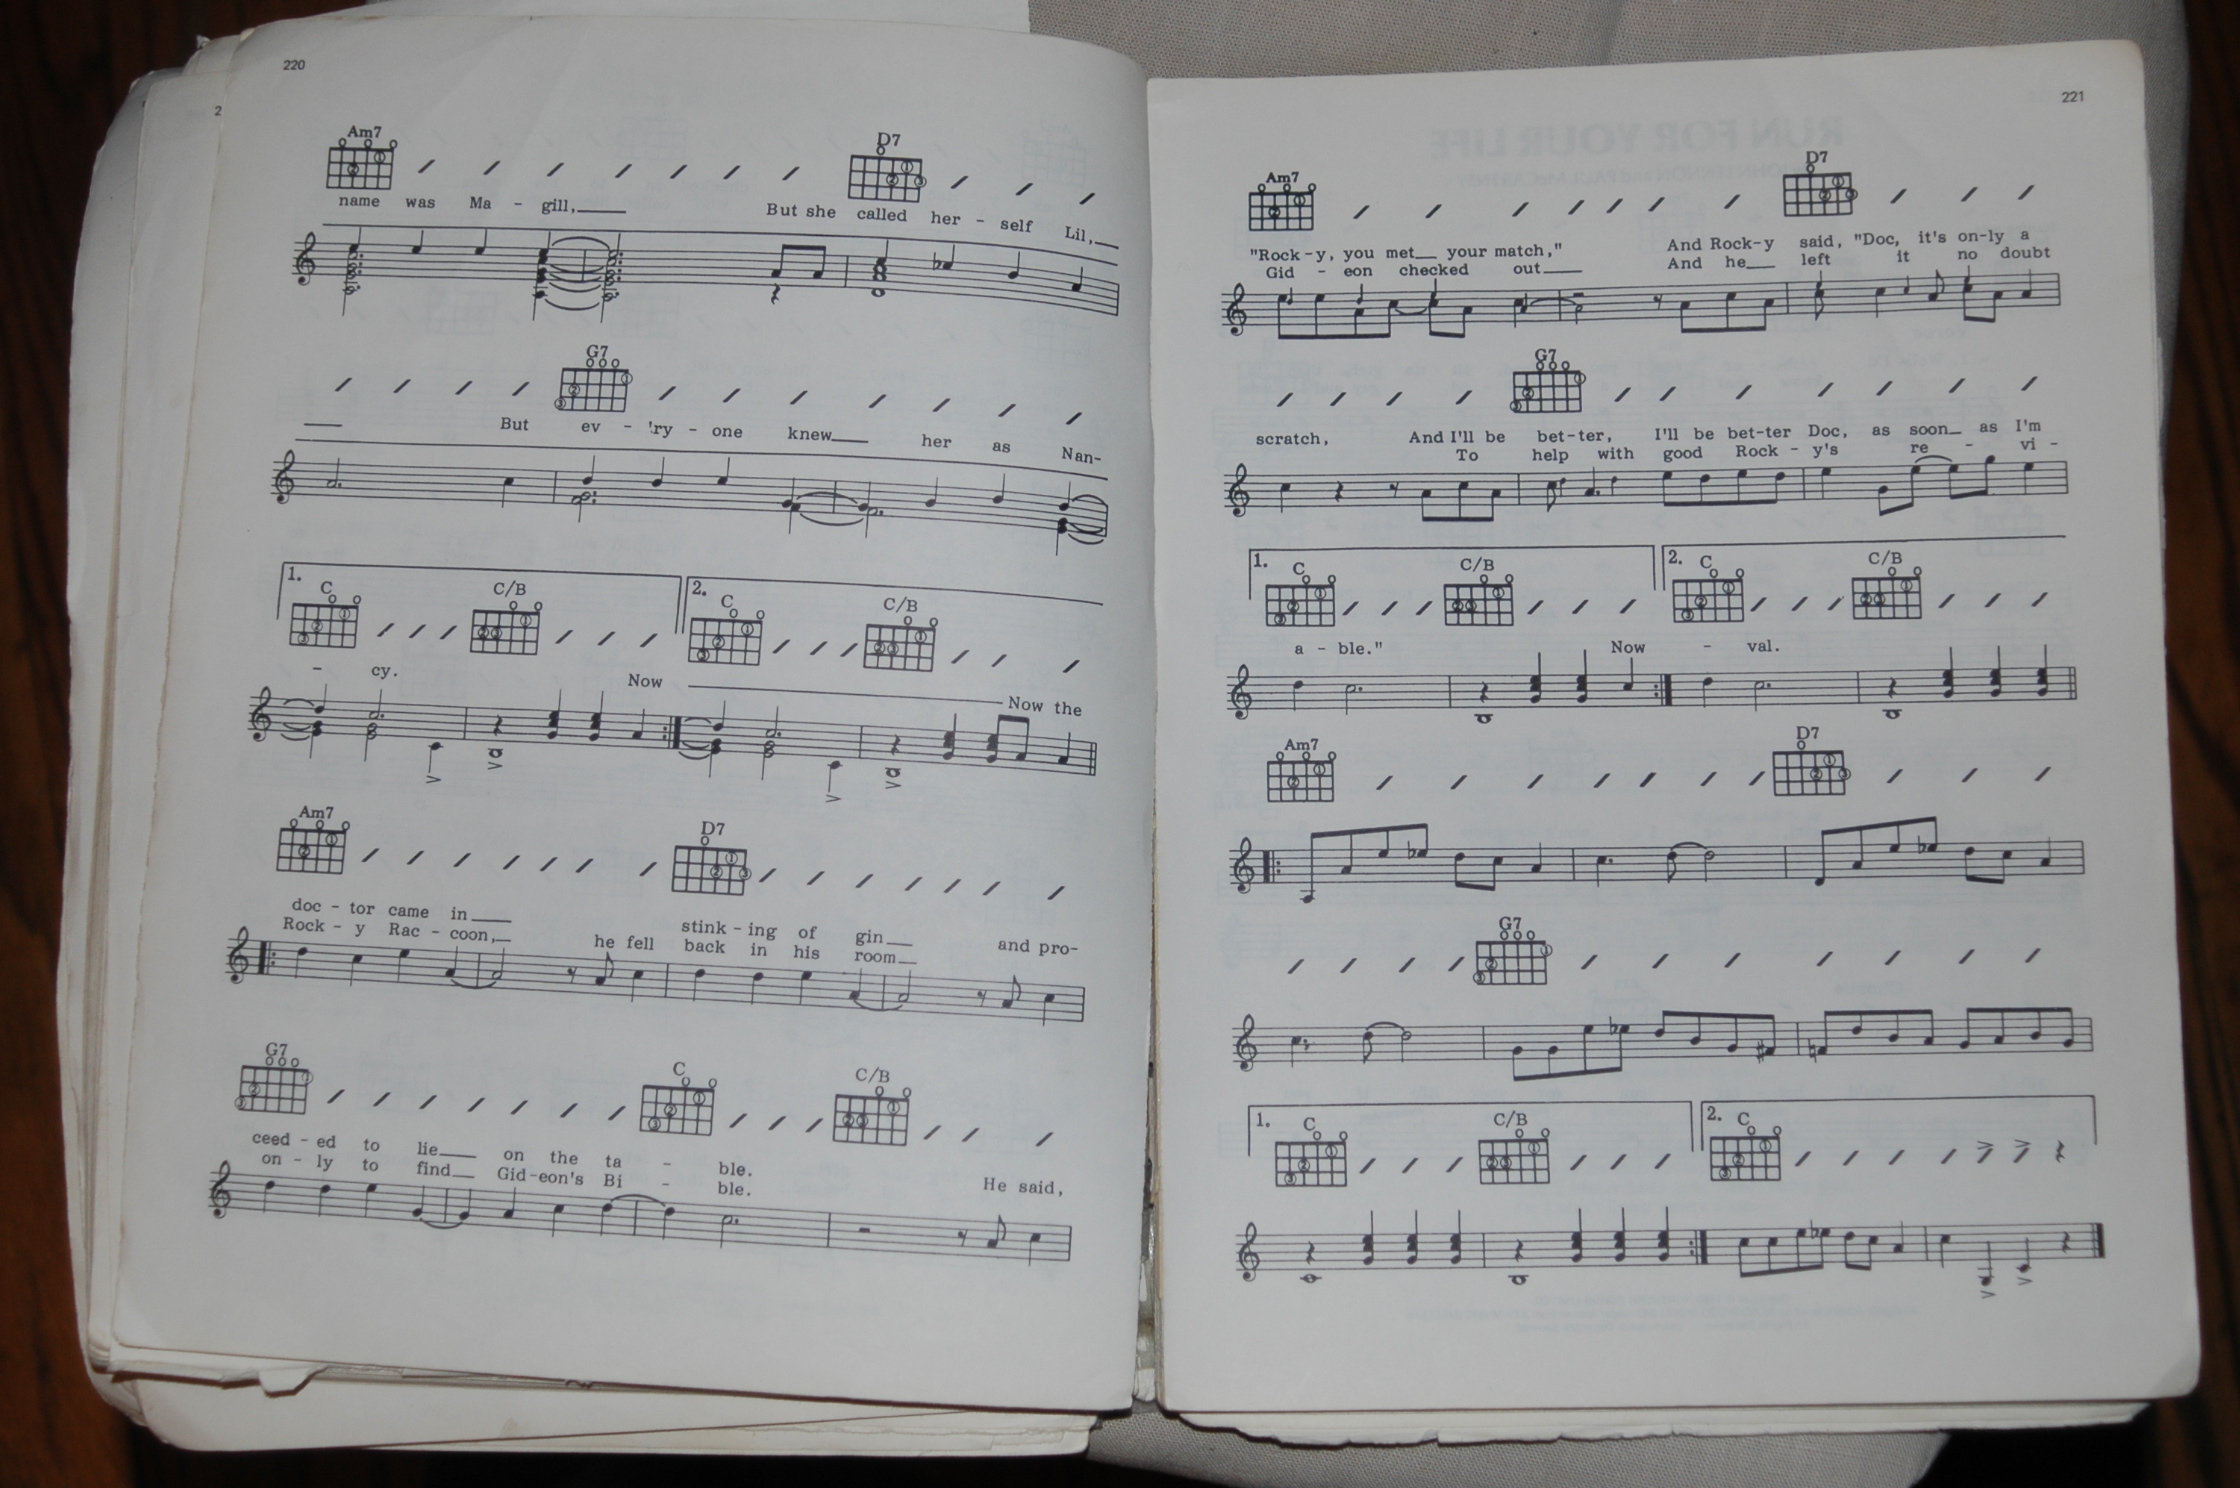 220
2
Am7 D7
name was Ma - gill, But she called her - self Lil,
G7
But ev - 'ry - one knew her as Nan-
1. C C/B 2. C C/B
- cy. Now Now the
Am7 D7
doc - tor came in stink - ing of gin and pro-
Rock - y Rac - coon, he fell back in his room
G7 C C/B
ceed - ed to lie on the ta - ble.
on - ly to find Gid-eon's Bi - ble. He said,
221
RUN FOR YOUR LIFE
Am7 D7
"Rock - y, you met your match," And Rock-y said, "Doc, it's on-ly a
Gid - eon checked out And he left it no doubt
G7
scratch, And I'll be bet-ter, I'll be bet-ter Doc, as soon as I'm
To help with good Rock - y's re - vi -
1. C C/B 2. C C/B
a - ble." Now - val.
Am7 D7
G7
1. C C/B 2. C